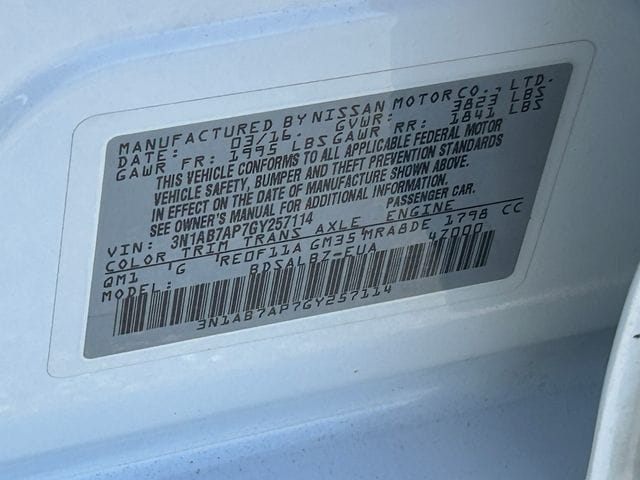 MANUFACTURED BY NISSAN MOTOR CO., LTD.
DATE: 03/16. GVWR: 3823 LBS
GAWR FR: 1995 LBS GAWR RR: 1841 LBS
THIS VEHICLE CONFORMS TO ALL APPLICABLE FEDERAL MOTOR
VEHICLE SAFETY, BUMPER AND THEFT PREVENTION STANDARDS
IN EFFECT ON THE DATE OF MANUFACTURE SHOWN ABOVE.
SEE OWNER'S MANUAL FOR ADDITIONAL INFORMATION.
VIN: 3N1AB7AP7GY257114 PASSENGER CAR.
COLOR TRIM TRANS AXLE ENGINE
QM1 G RE0F11A GM35 MRA8DE 1798 CC
MODEL: BDSALBZ-EUA 47000
3N1AB7AP7GY257114